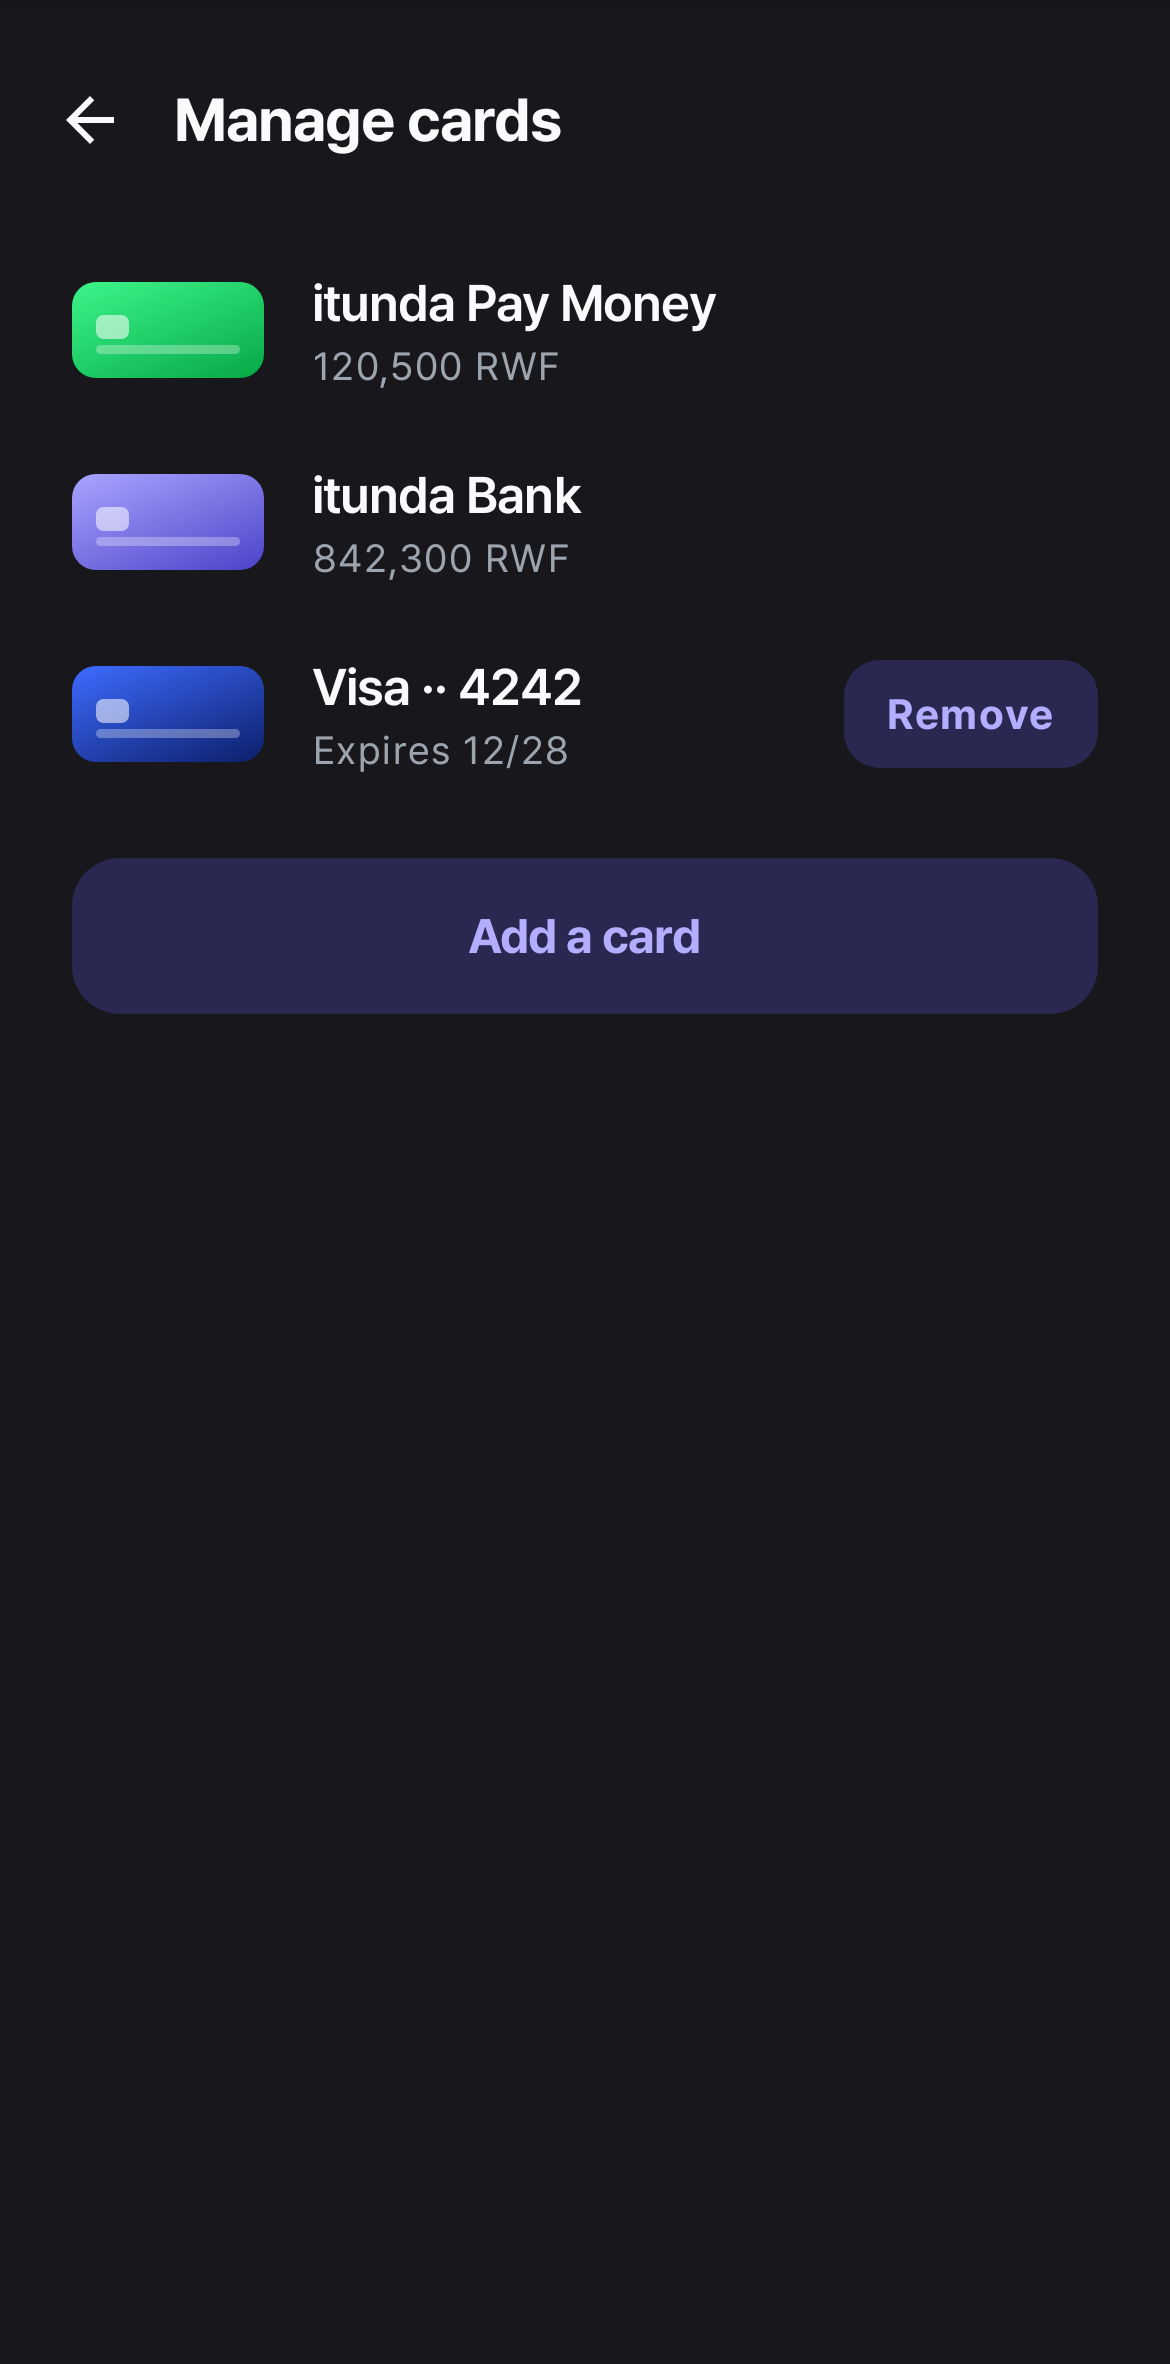 Manage cards
itunda Pay Money
120,500 RWF
itunda Bank
842,300 RWF
Visa ·· 4242
Expires 12/28
Remove
Add a card